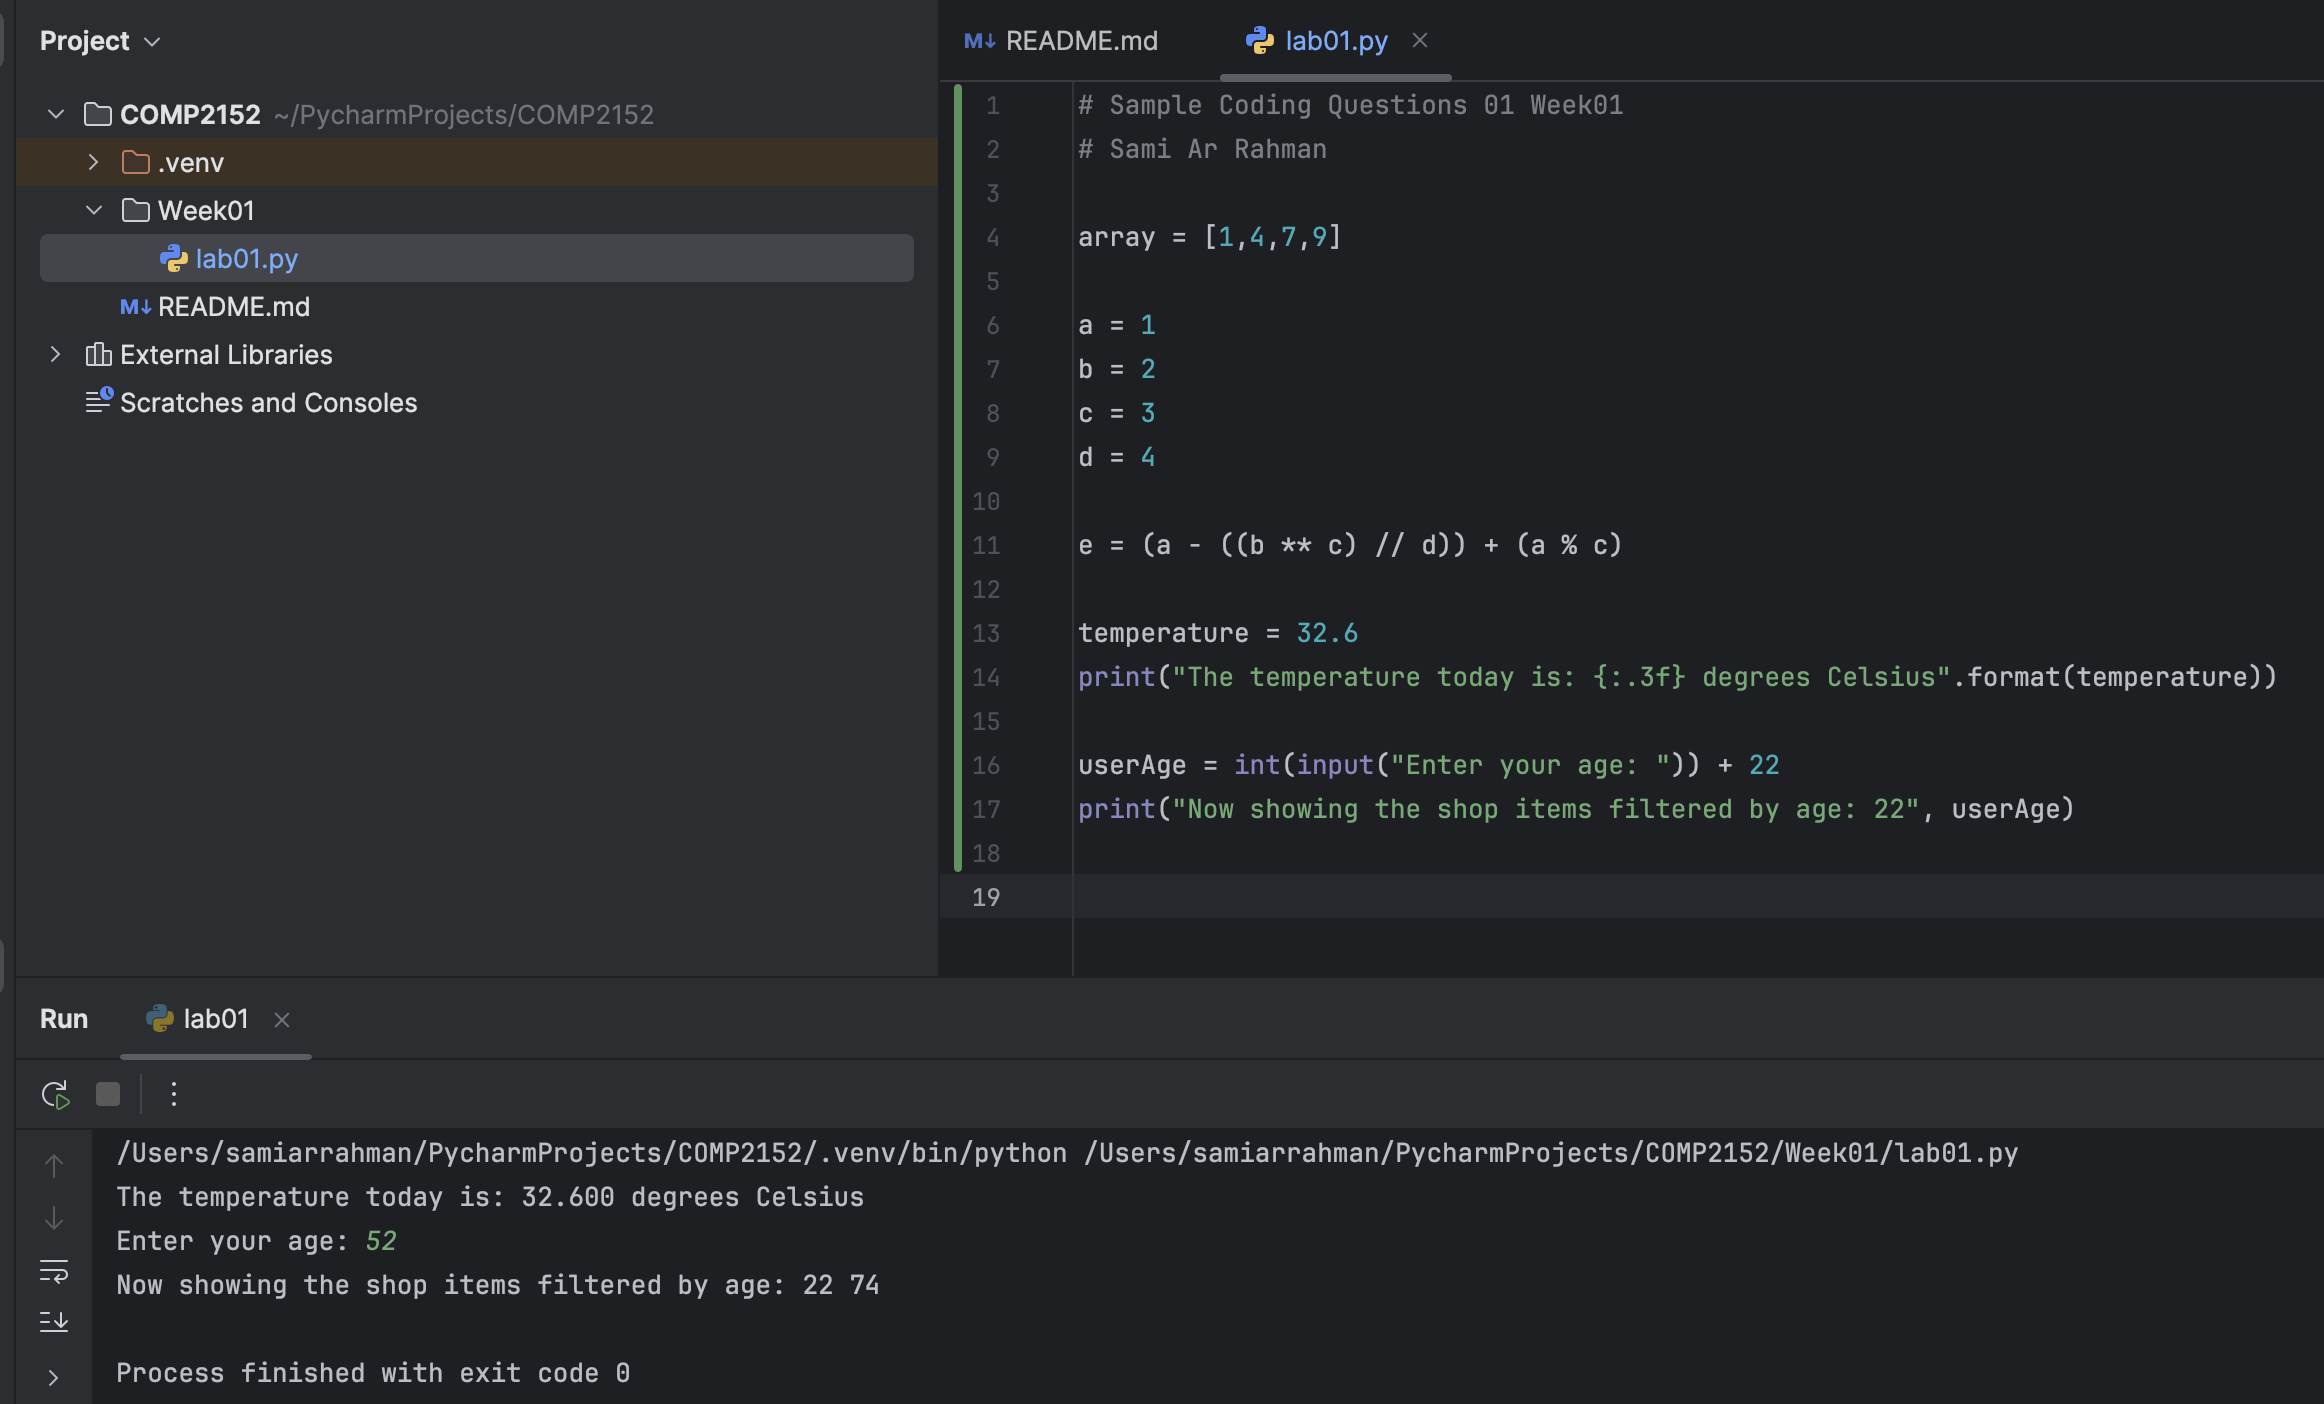 Project
COMP2152 ~/PycharmProjects/COMP2152
.venv
Week01
lab01.py
M↓ README.md
External Libraries
Scratches and Consoles
M↓ README.md lab01.py
1 # Sample Coding Questions 01 Week01
2 # Sami Ar Rahman
3
4 array = [1,4,7,9]
5
6 a = 1
7 b = 2
8 c = 3
9 d = 4
10
11 e = (a - ((b ** c) // d)) + (a % c)
12
13 temperature = 32.6
14 print("The temperature today is: {:.3f} degrees Celsius".format(temperature))
15
16 userAge = int(input("Enter your age: ")) + 22
17 print("Now showing the shop items filtered by age: 22", userAge)
18
19
Run lab01
/Users/samiarrahman/PycharmProjects/COMP2152/.venv/bin/python /Users/samiarrahman/PycharmProjects/COMP2152/Week01/lab01.py
The temperature today is: 32.600 degrees Celsius
Enter your age: 52
Now showing the shop items filtered by age: 22 74
Process finished with exit code 0